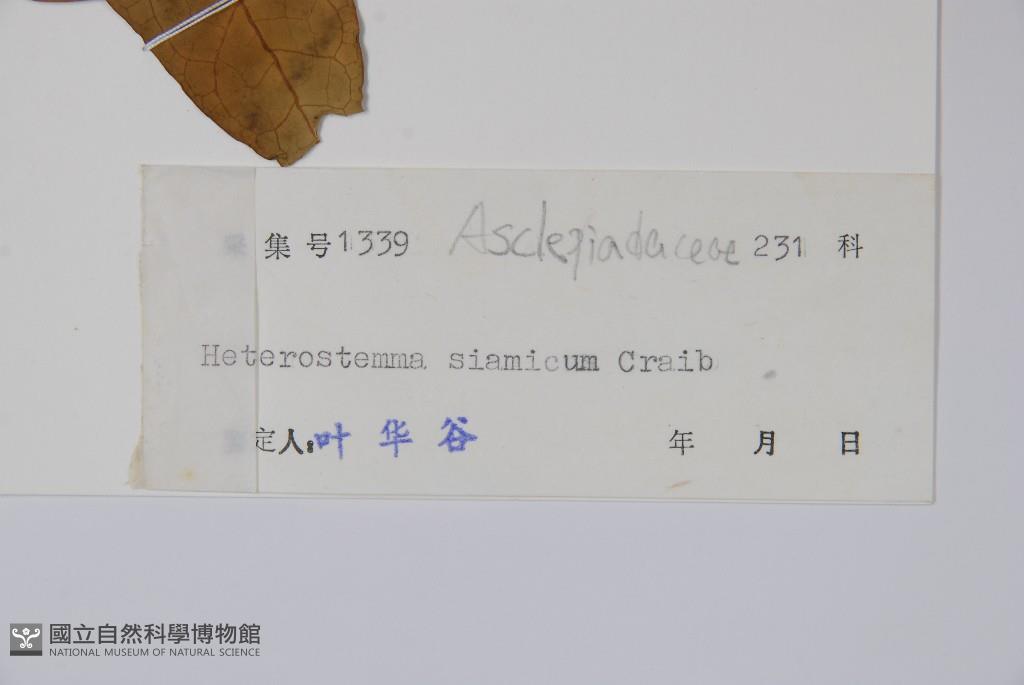 采集号1339 Asclepiadaceae 231 科
Heterostemma siamicum Craib
定人:叶华谷 年 月 日
國立自然科學博物館
NATIONAL MUSEUM OF NATURAL SCIENCE